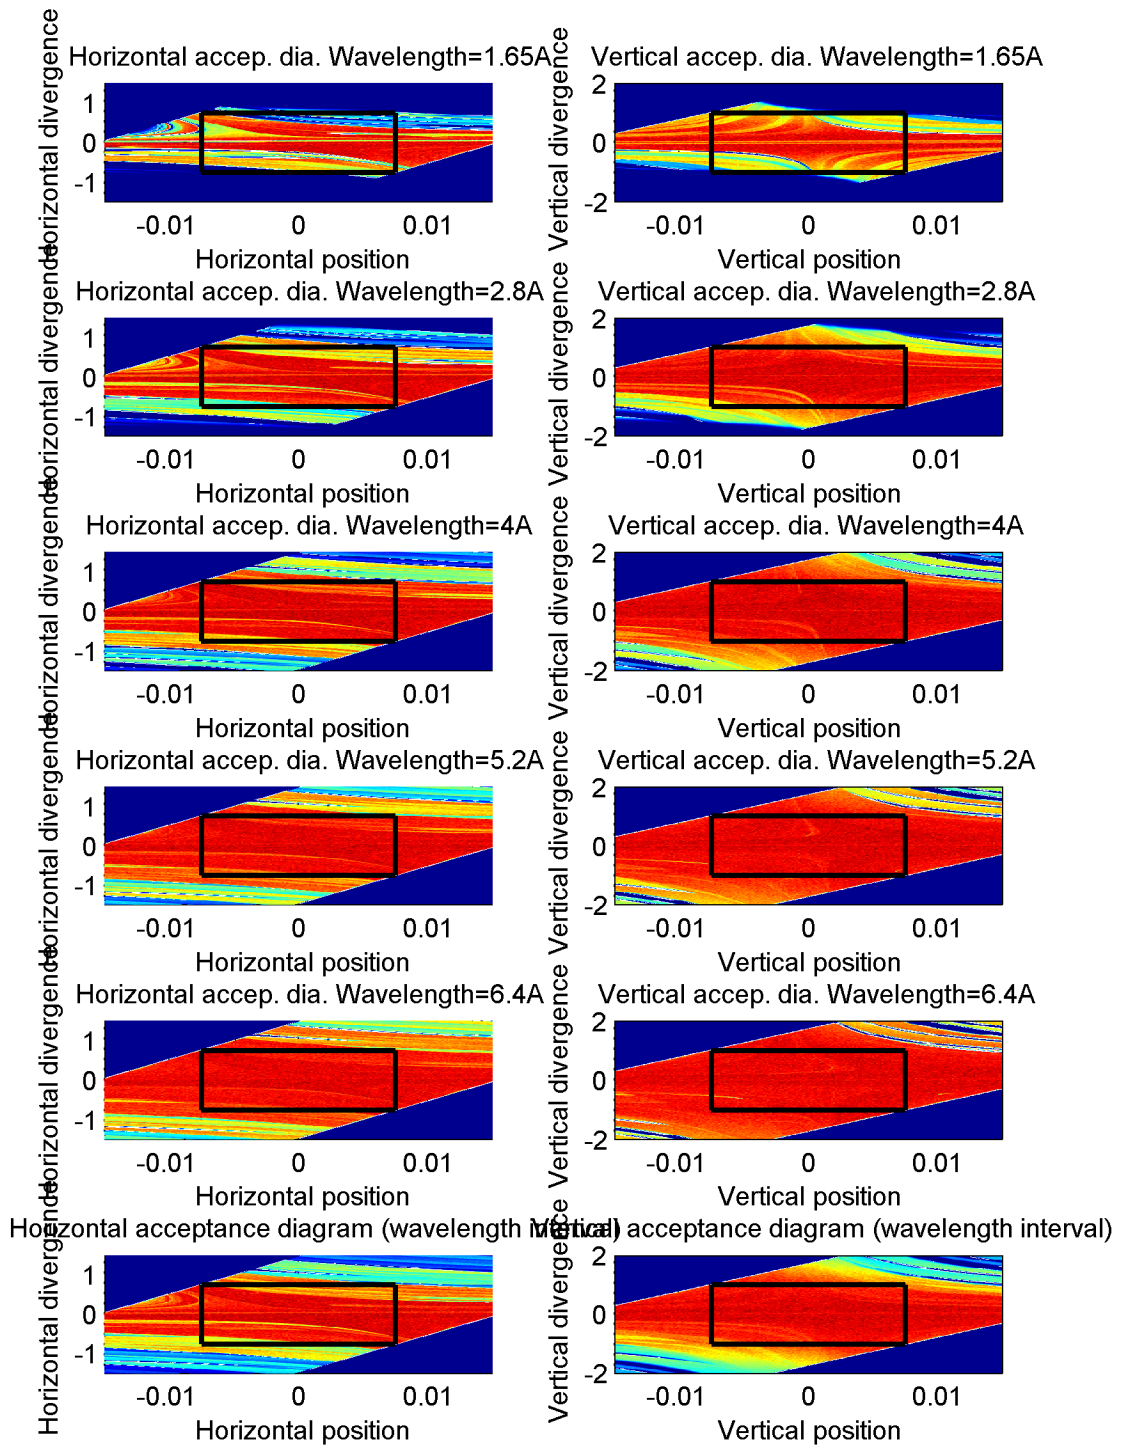 Horizontal accep. dia. Wavelength=1.65A
Horizontal divergence
1
0
-1
-0.01 0 0.01
Horizontal position
Vertical accep. dia. Wavelength=1.65A
Vertical divergence
2
0
-2
-0.01 0 0.01
Vertical position
Horizontal accep. dia. Wavelength=2.8A
Horizontal divergence
1
0
-1
-0.01 0 0.01
Horizontal position
Vertical accep. dia. Wavelength=2.8A
Vertical divergence
2
0
-2
-0.01 0 0.01
Vertical position
Horizontal accep. dia. Wavelength=4A
Horizontal divergence
1
0
-1
-0.01 0 0.01
Horizontal position
Vertical accep. dia. Wavelength=4A
Vertical divergence
2
0
-2
-0.01 0 0.01
Vertical position
Horizontal accep. dia. Wavelength=5.2A
Horizontal divergence
1
0
-1
-0.01 0 0.01
Horizontal position
Vertical accep. dia. Wavelength=5.2A
Vertical divergence
2
0
-2
-0.01 0 0.01
Vertical position
Horizontal accep. dia. Wavelength=6.4A
Horizontal divergence
1
0
-1
-0.01 0 0.01
Horizontal position
Vertical accep. dia. Wavelength=6.4A
Vertical divergence
2
0
-2
-0.01 0 0.01
Vertical position
Horizontal acceptance diagram (wavelength interval)
Horizontal divergence
1
0
-1
-0.01 0 0.01
Horizontal position
Vertical acceptance diagram (wavelength interval)
Vertical divergence
2
0
-2
-0.01 0 0.01
Vertical position